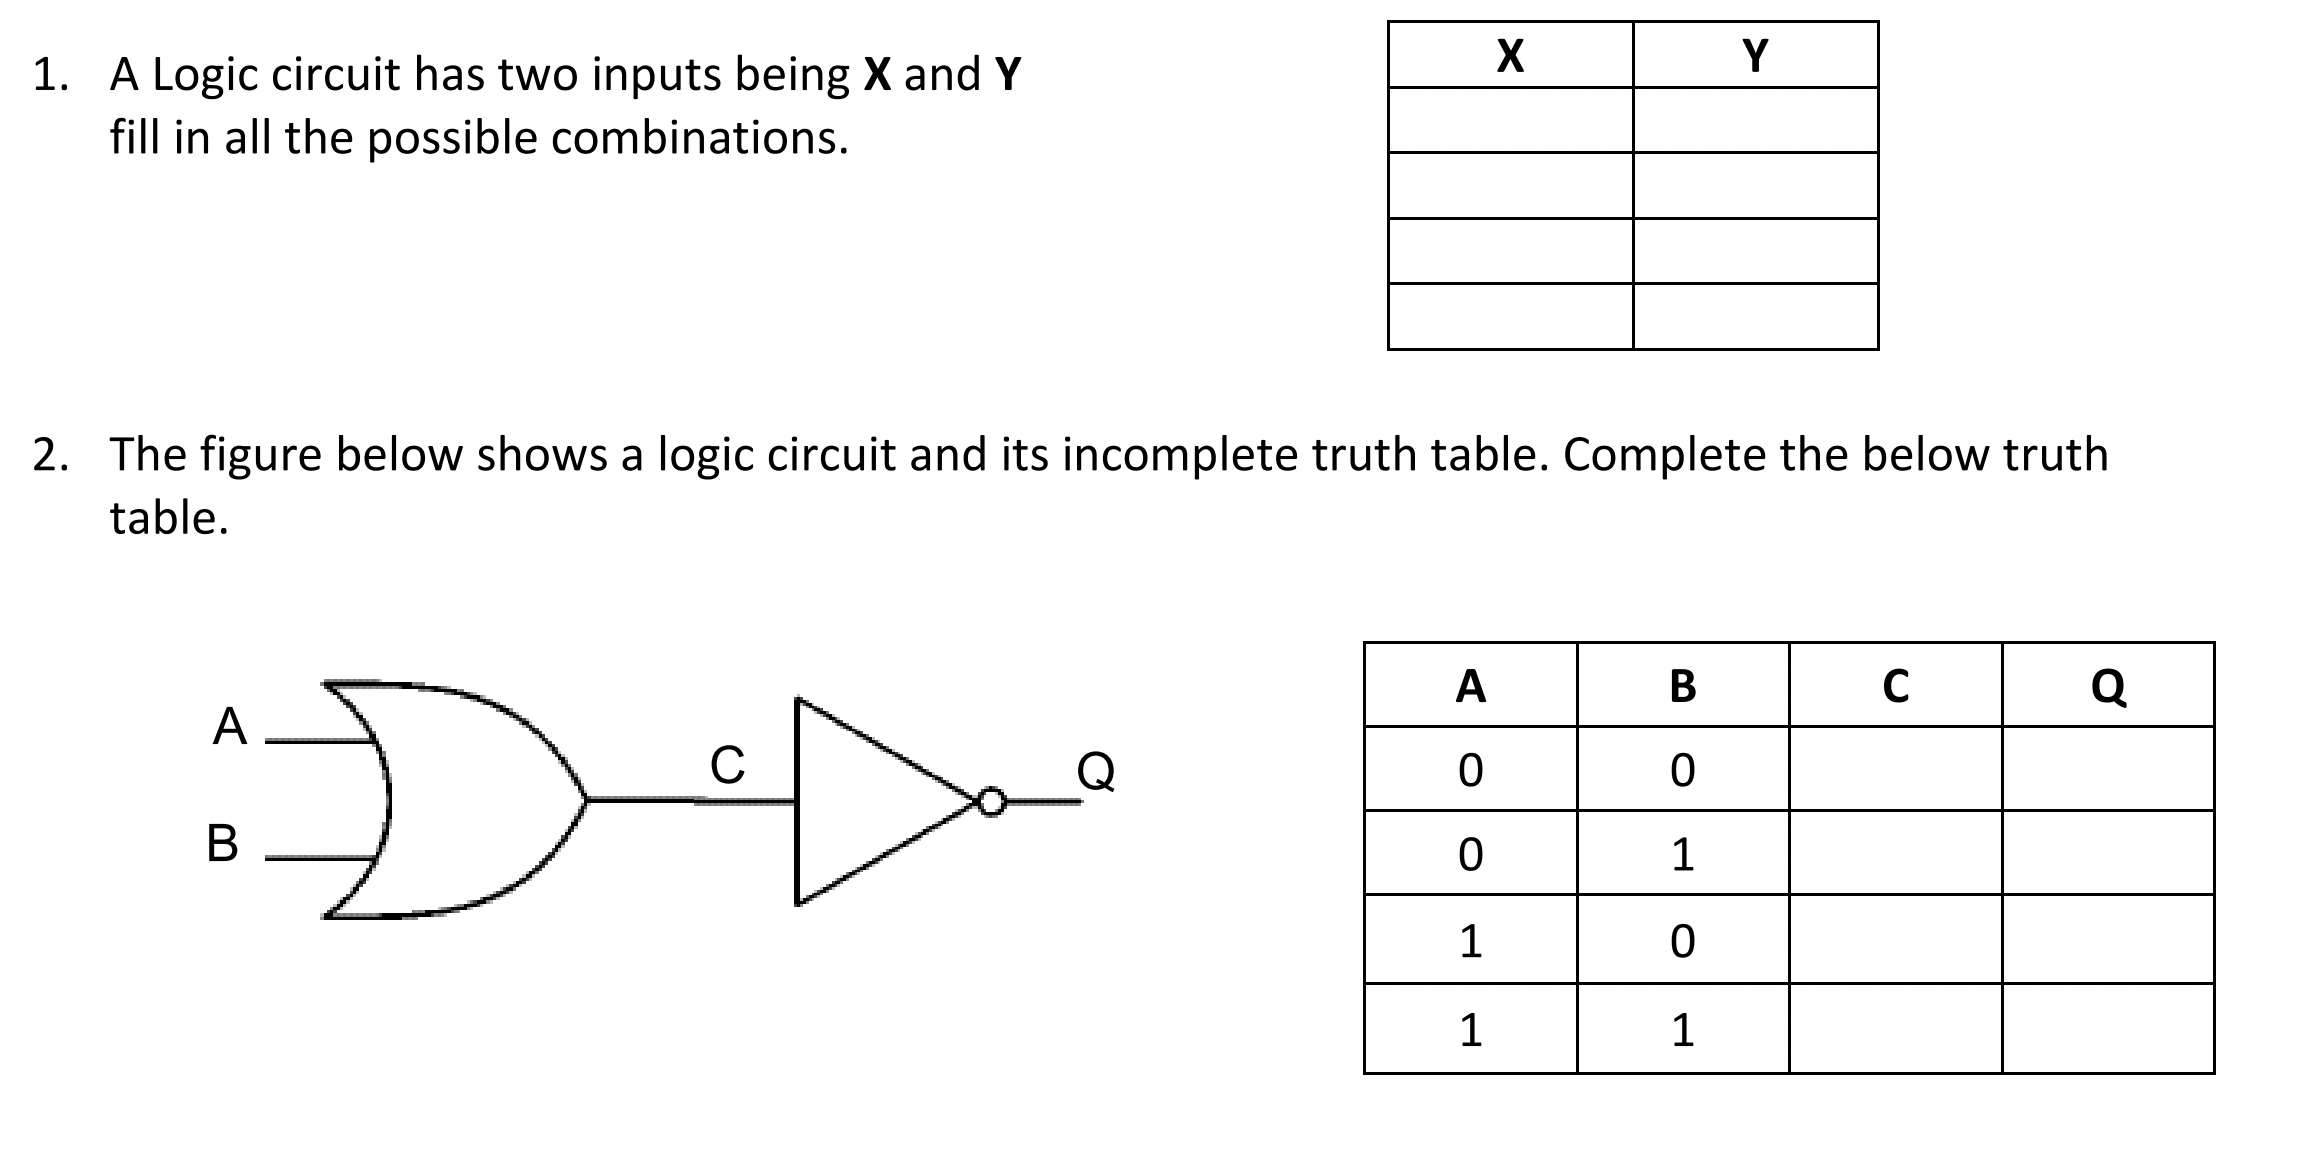 1. A Logic circuit has two inputs being X and Y
fill in all the possible combinations.
X Y
2. The figure below shows a logic circuit and its incomplete truth table. Complete the below truth
table.
A
B
C
Q
A B C Q
0 0
0 1
1 0
1 1